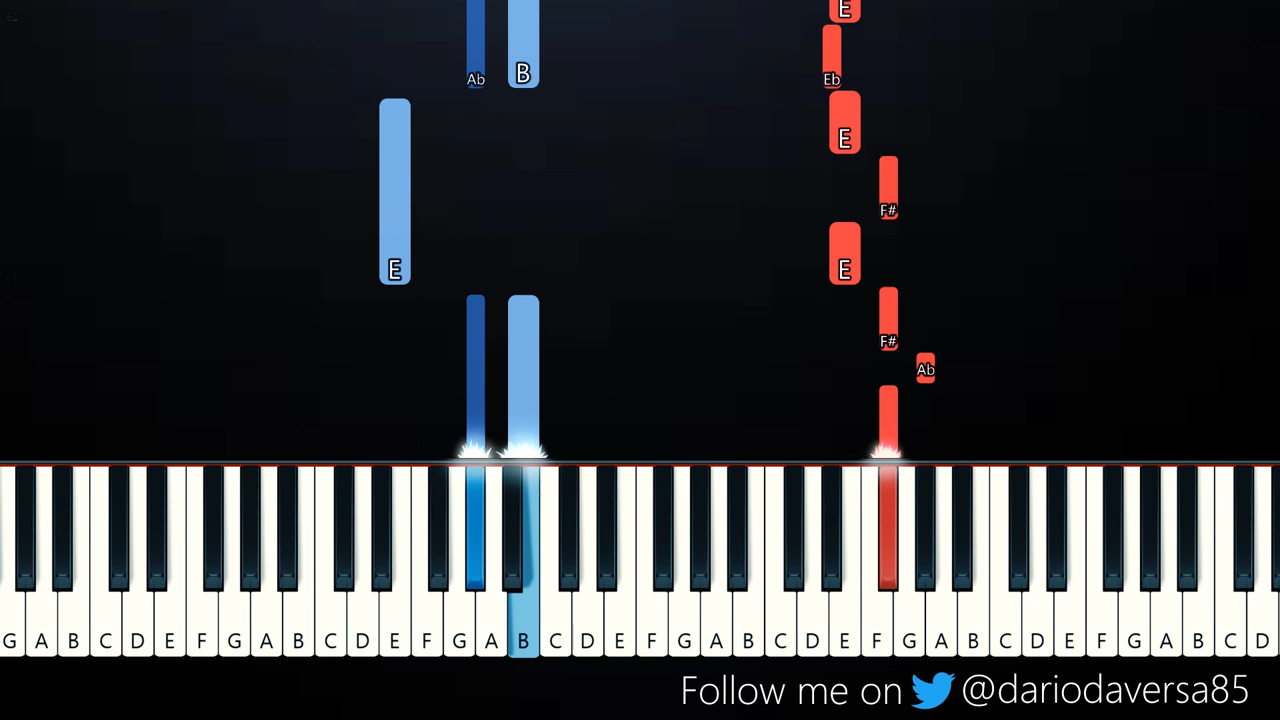 E
Ab B Eb
E
F#
E E
F#
Ab
G A B C D E F G A B C D E F G A B C D E F G A B C D E F G A B C D E F G A B C D
Follow me on @dariodaversa85